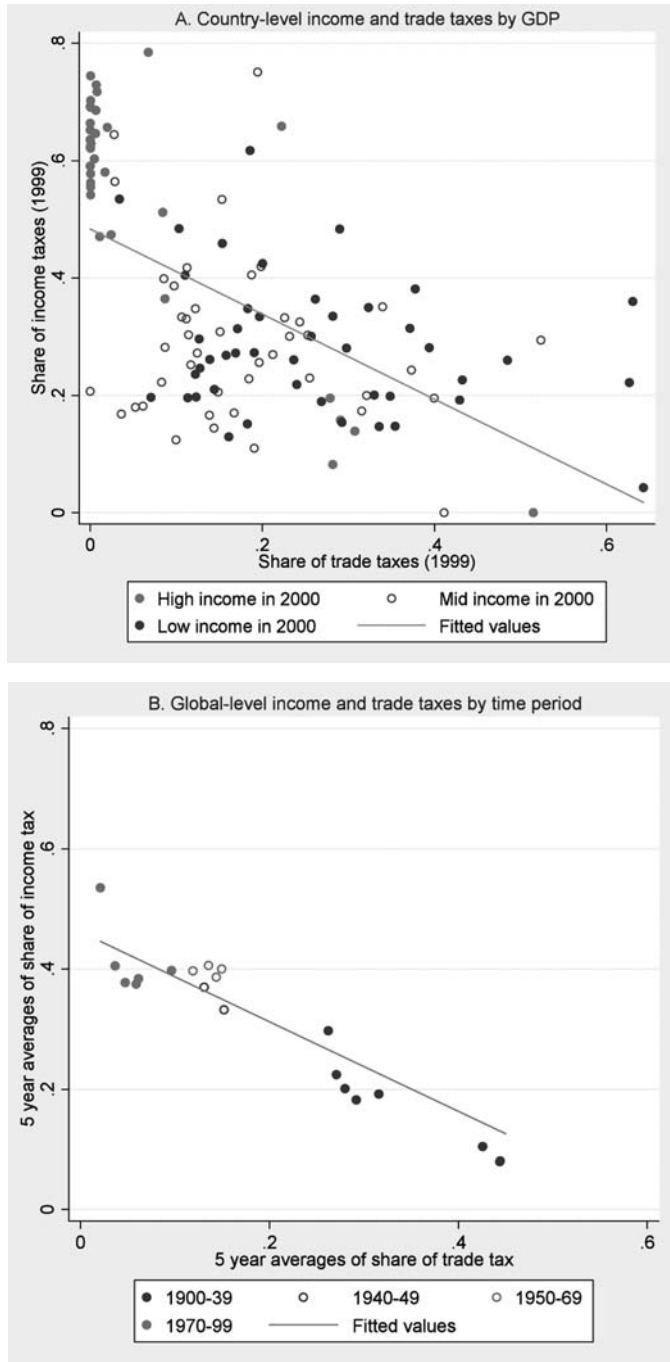 A. Country-level income and trade taxes by GDP
.8
.6
.4
.2
0
Share of income taxes (1999)
0 .2 .4 .6
Share of trade taxes (1999)
High income in 2000 Mid income in 2000
Low income in 2000 Fitted values
B. Global-level income and trade taxes by time period
.8
.6
.4
.2
0
5 year averages of share of income tax
0 .2 .4 .6
5 year averages of share of trade tax
1900-39 1940-49 1950-69
1970-99 Fitted values